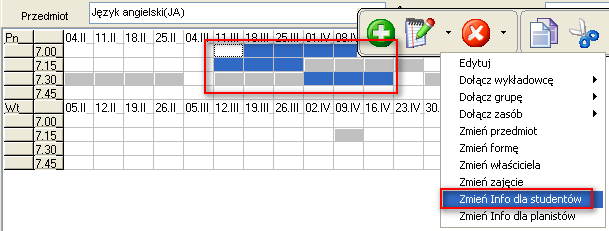 Przedmiot Język angielski(JA)
Pn 04.II 11.II 18.II 25.II 04.III 11.III 18.III 25.III 01.IV 08.IV
7.00
7.15
7.30
7.45
Wt 05.II 12.II 19.II 26.II 05.III 12.III 19.III 26.III 02.IV 09.IV 16.IV 23.IV 30.
7.00
7.15
7.30
7.45
Edytuj
Dołącz wykładowcę
Dołącz grupę
Dołącz zasób
Zmień przedmiot
Zmień formę
Zmień właściciela
Zmień zajęcie
Zmień Info dla studentów
Zmień Info dla planistów